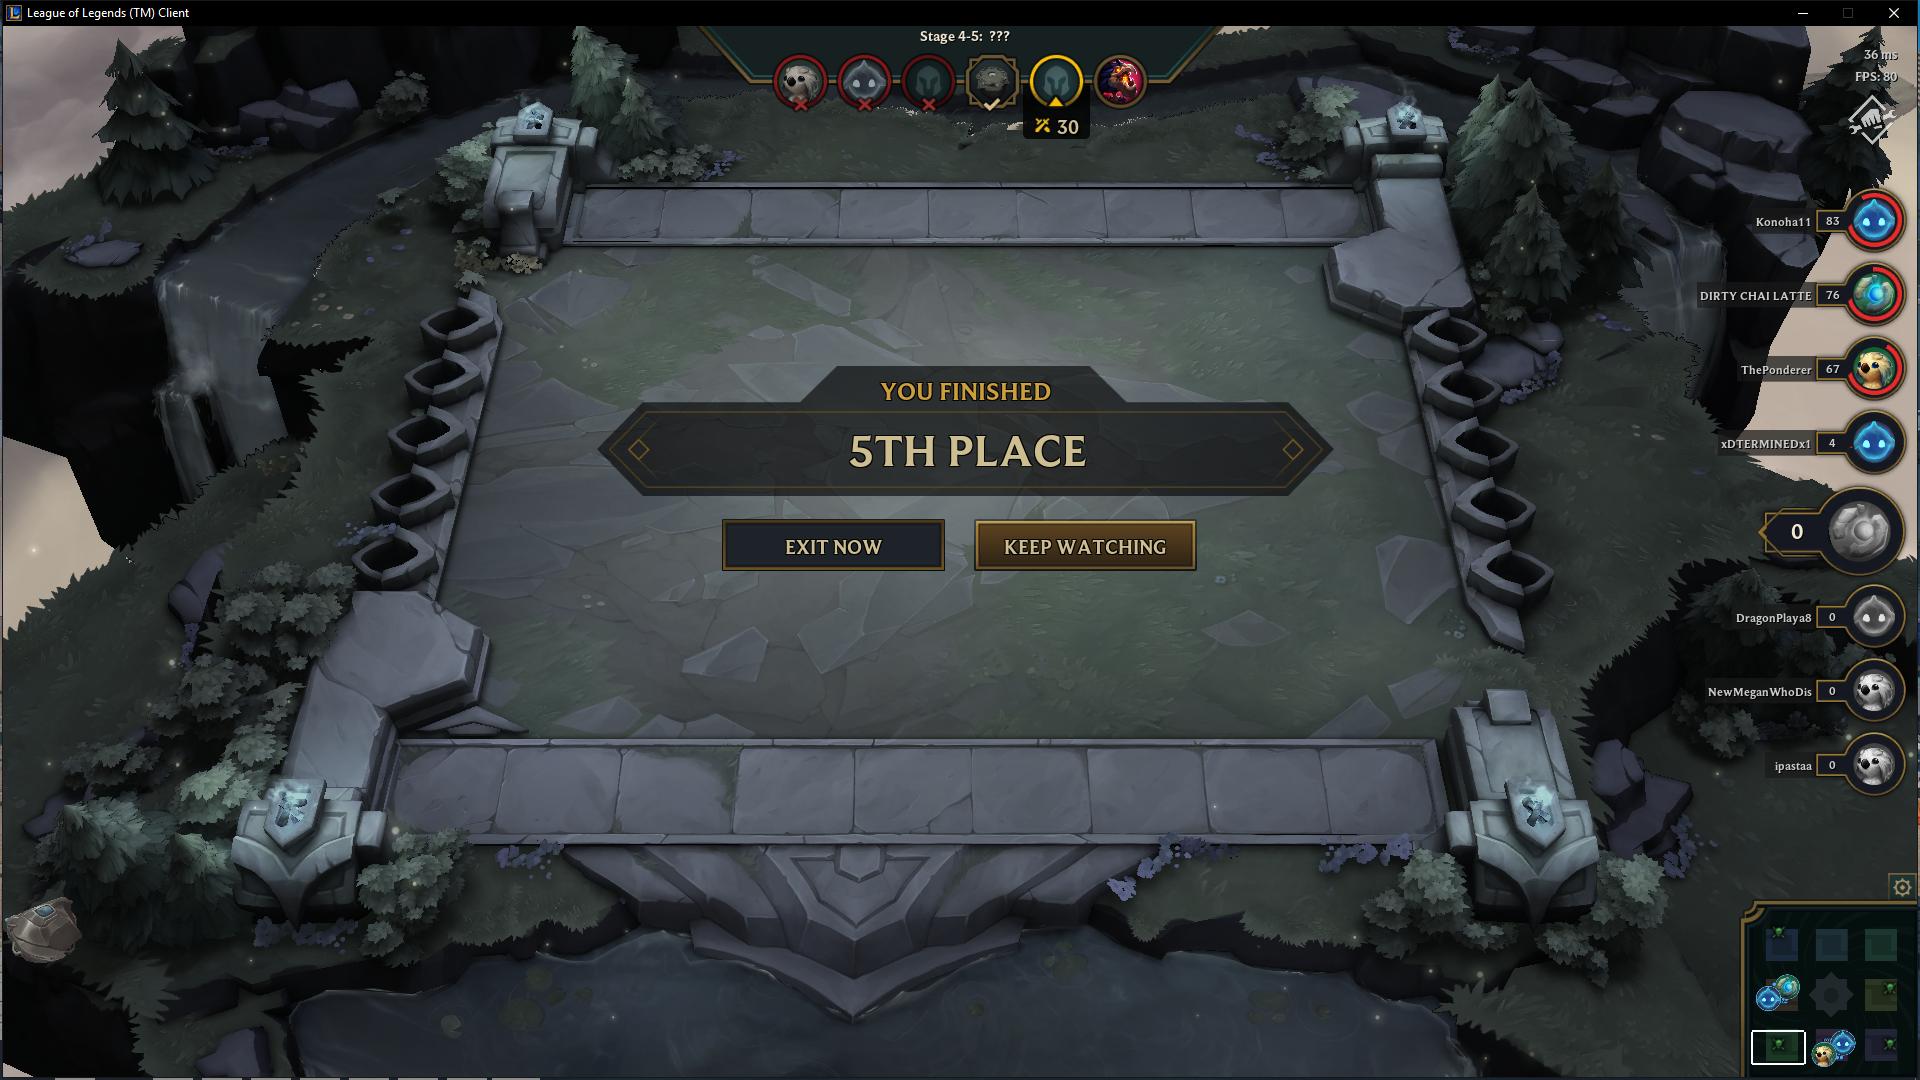 League of Legends (TM) Client
Stage 4-5: ???
36 ms
FPS: 80
30
YOU FINISHED
5TH PLACE
EXIT NOW
KEEP WATCHING
Konoha11 83
DIRTY CHAI LATTE 76
ThePonderer 67
xDTERMINEDx1 4
0
DragonPlaya8 0
NewMeganWhoDis 0
ipastaa 0